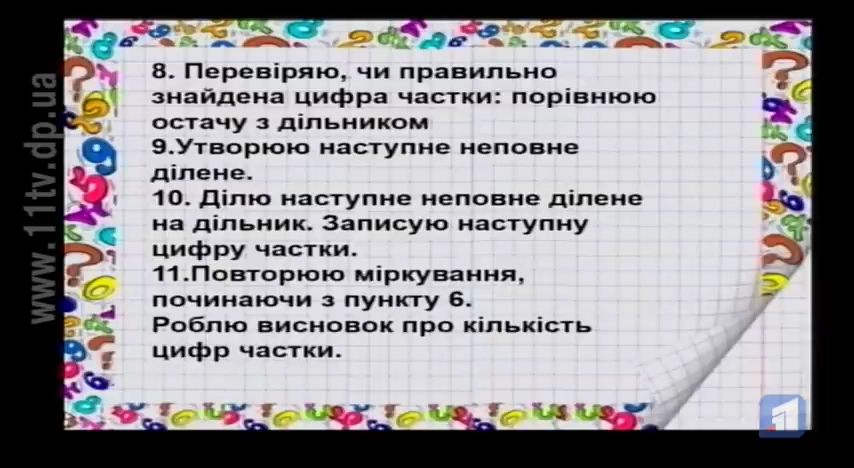 8. Перевіряю, чи правильно
знайдена цифра частки: порівнюю
остачу з дільником
9.Утворюю наступне неповне
ділене.
10. Ділю наступне неповне ділене
на дільник. Записую наступну
цифру частки.
11.Повторюю міркування,
починаючи з пункту 6.
Роблю висновок про кількість
цифр частки.
www.11tv.dp.ua
1